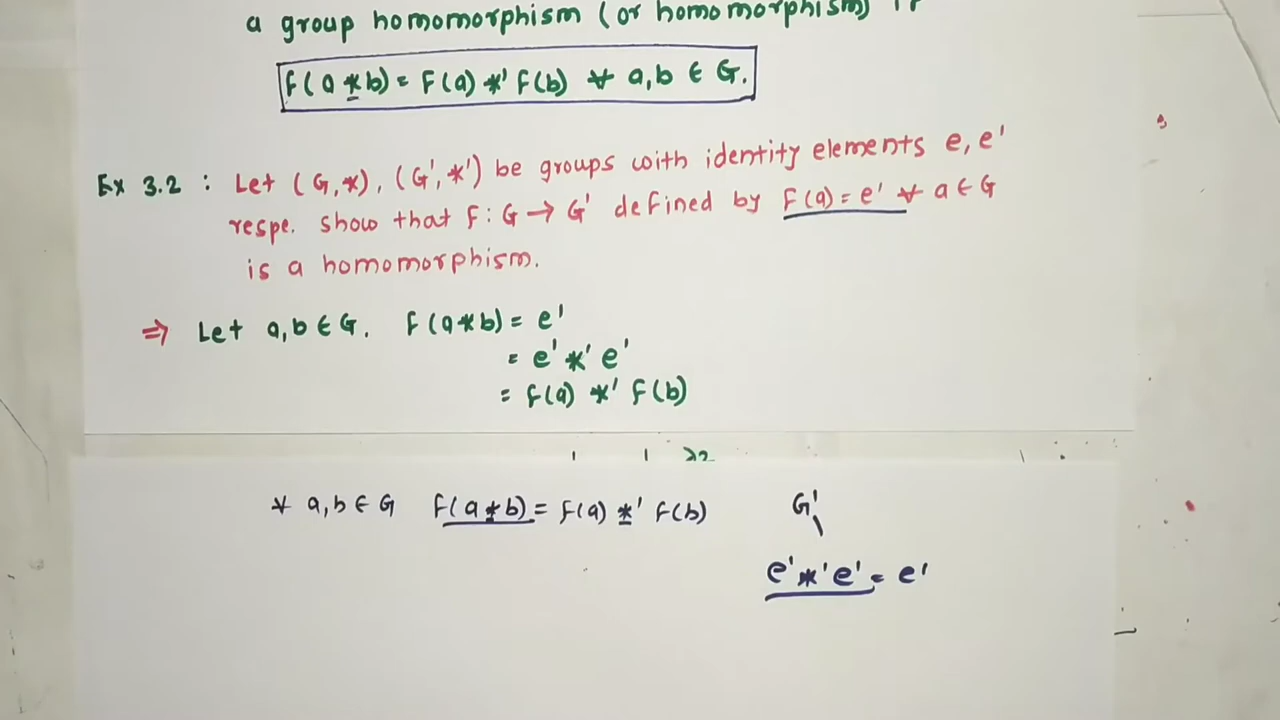 a group homomorphism (or homomorphism) if
F(a*b) = F(a) *' F(b) ∀ a,b ∈ G.
Ex 3.2 : Let (G,*), (G',*') be groups with identity elements e, e'
respe. show that F : G → G' defined by F(a) = e' ∀ a ∈ G
is a homomorphism.
⇒ Let a,b ∈ G. F(a*b) = e'
= e' *' e'
= F(a) *' F(b)
∀ a,b ∈ G F(a*b) = F(a) *' F(b) G'
e' *' e' = e'